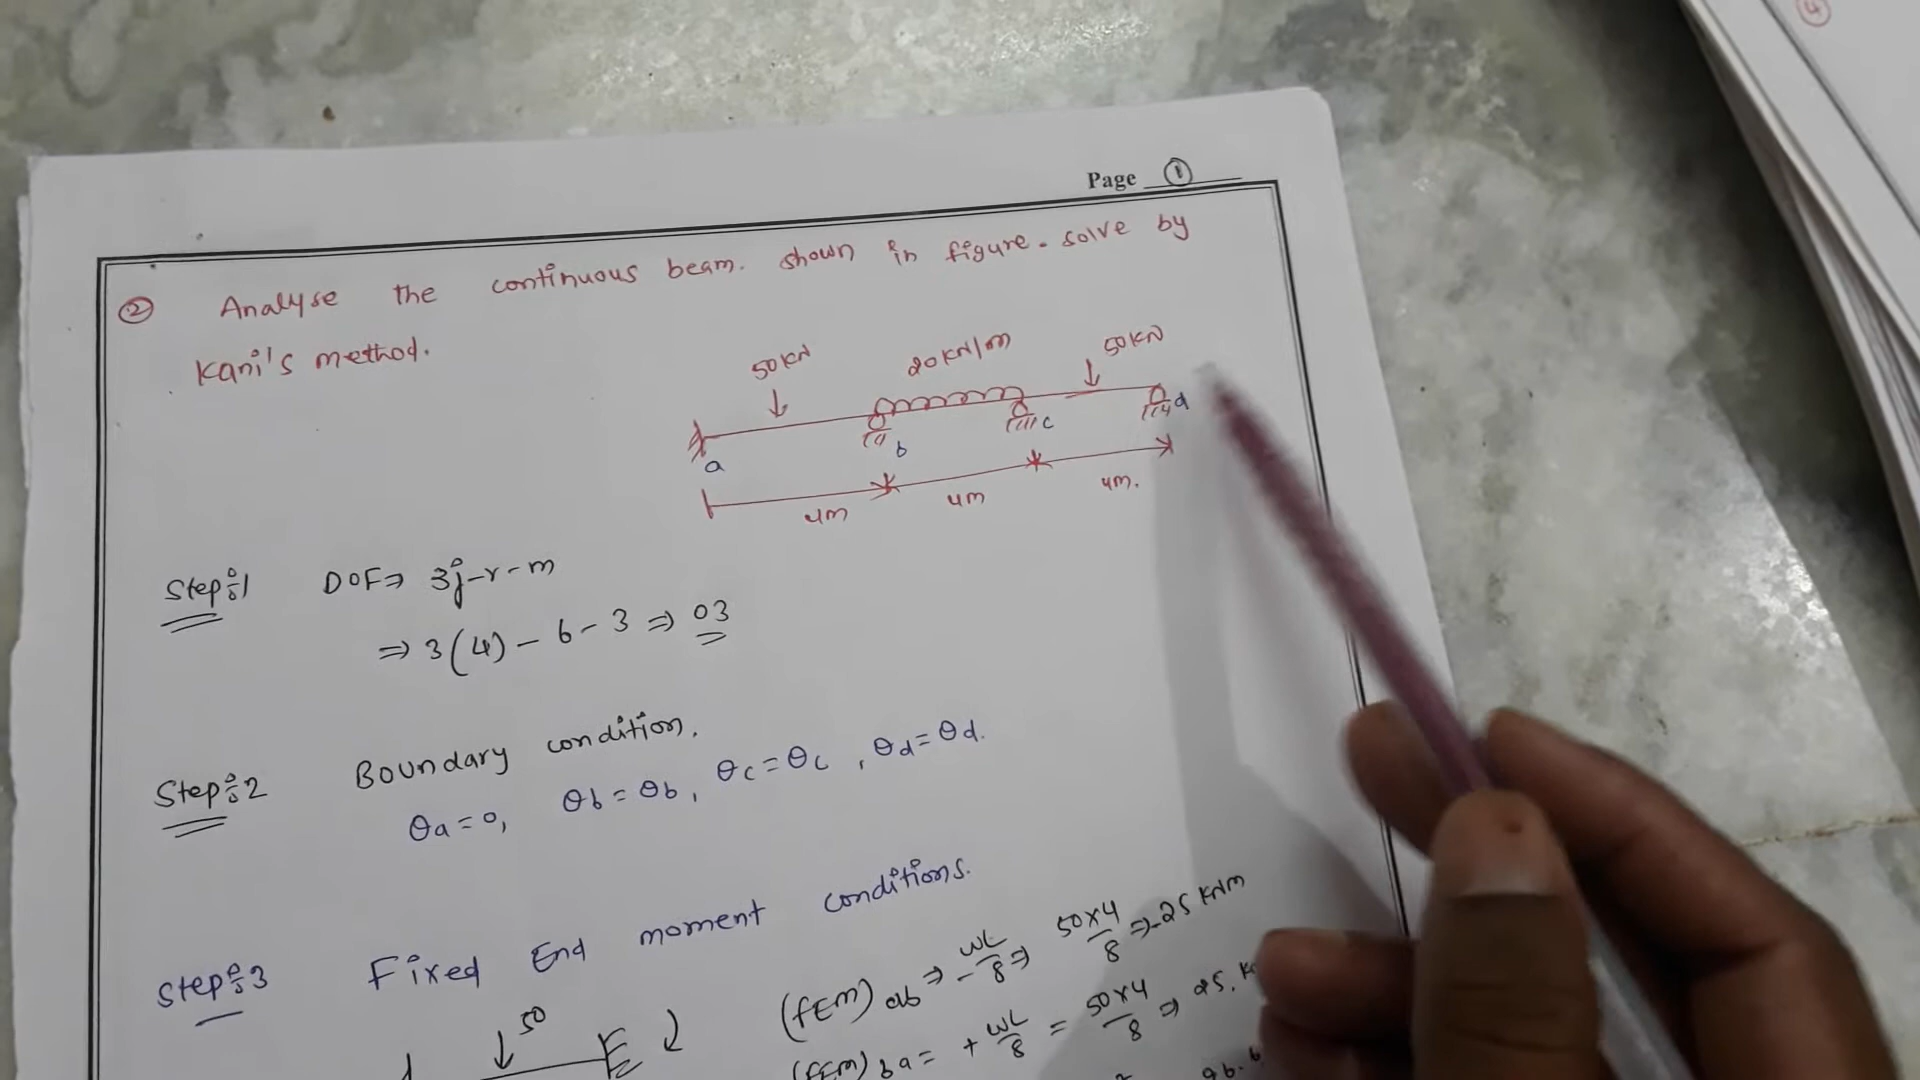 4
Page 1
2 Analyse the continuous beam. shown in figure. solve by
Kani's method.
50KN 20KN/m 50KN
a b c d
4m 4m 4m.
Step:1 DOF⇒ 3j-r-m
⇒ 3(4) - 6 - 3 ⇒ 03
Step:2 Boundary condition.
θa=0, θb=θb, θc=θc, θd=θd.
Step:3 Fixed End moment conditions.
50
(FEM)ab ⇒ -WL/8 ⇒ 50x4/8 ⇒ -25 KNM
(FEM)ba = +WL/8 = 50x4/8 ⇒ 25.